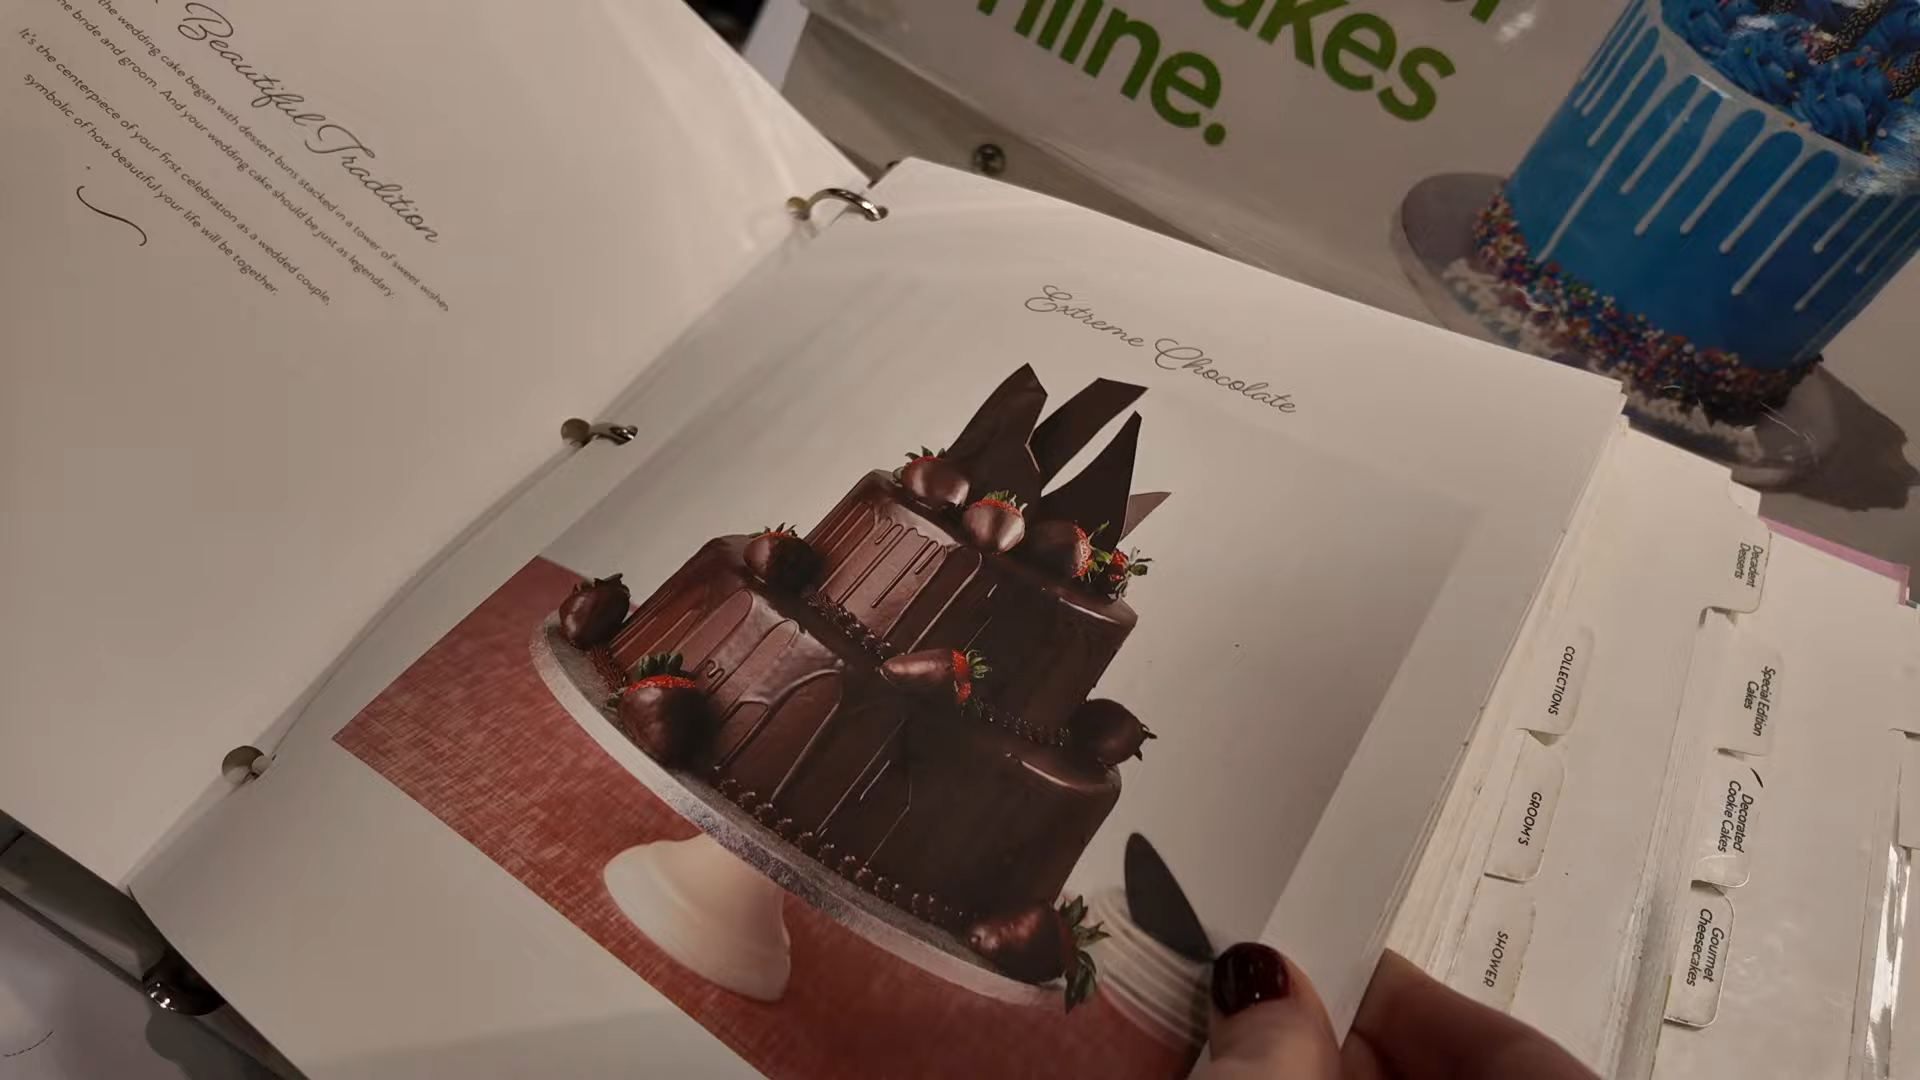 Beautiful Tradition
the wedding cake began with dessert buns stacked in a tower of sweet wishes
bride and groom. And your wedding cake should be just as legendary.
It's the centerpiece of your first celebration as a wedded couple,
symbolic of how beautiful your life will be together.
Extreme Chocolate
COLLECTIONS
GROOM'S
SHOWER
Decadent
Desserts
Special Edition
Cakes
Decorated
Cookie Cakes
Gourmet
Cheesecakes